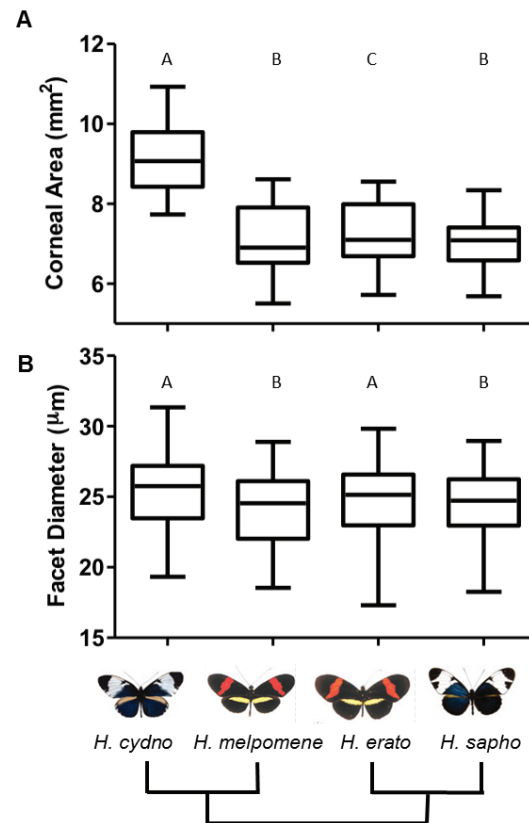 A
Corneal Area (mm²)
12
10
8
6
A B C B
B
Facet Diameter (µm)
35
30
25
20
15
A B A B
H. cydno H. melpomene H. erato H. sapho